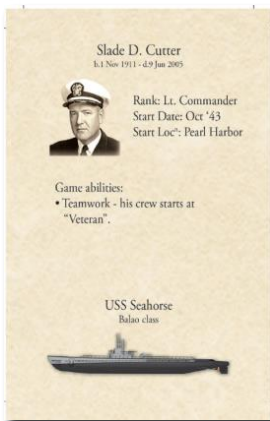 Slade D. Cutter
b.1 Nov 1911 - d.9 Jun 2005
Rank: Lt. Commander
Start Date: Oct '43
Start Loc°: Pearl Harbor
Game abilities:
• Teamwork - his crew starts at
"Veteran".
USS Seahorse
Balao class